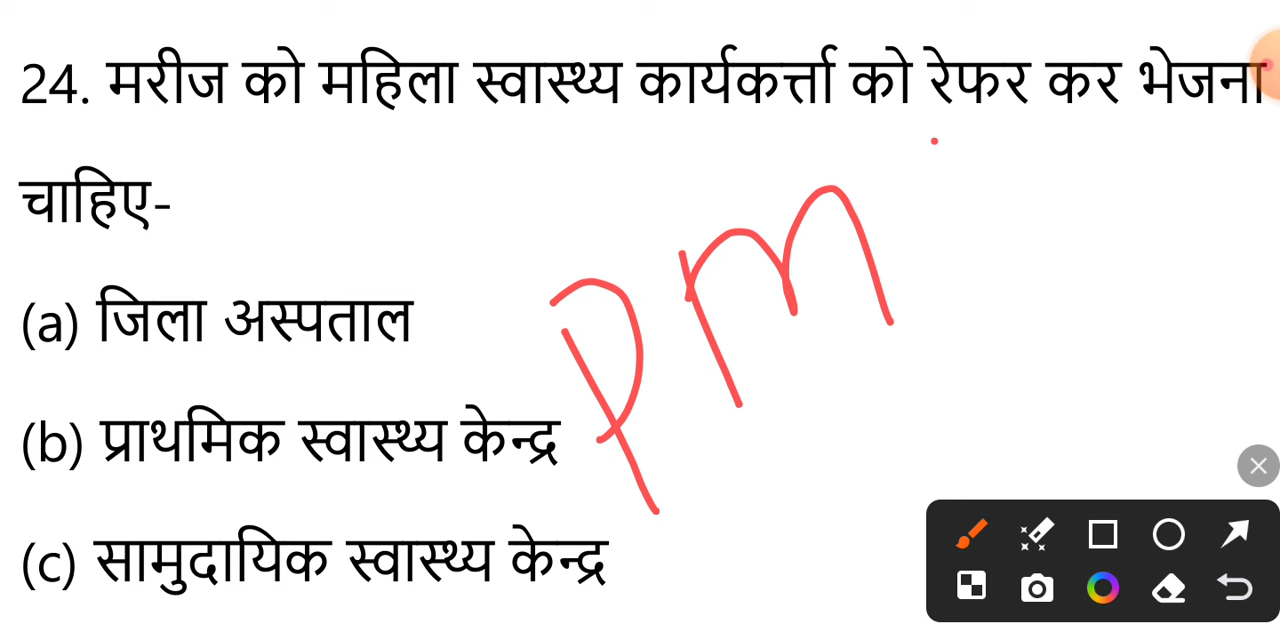 24. मरीज को महिला स्वास्थ्य कार्यकर्त्ता को रेफर कर भेजना
चाहिए-
(a) जिला अस्पताल
(b) प्राथमिक स्वास्थ्य केन्द्र
(c) सामुदायिक स्वास्थ्य केन्द्र
Pm